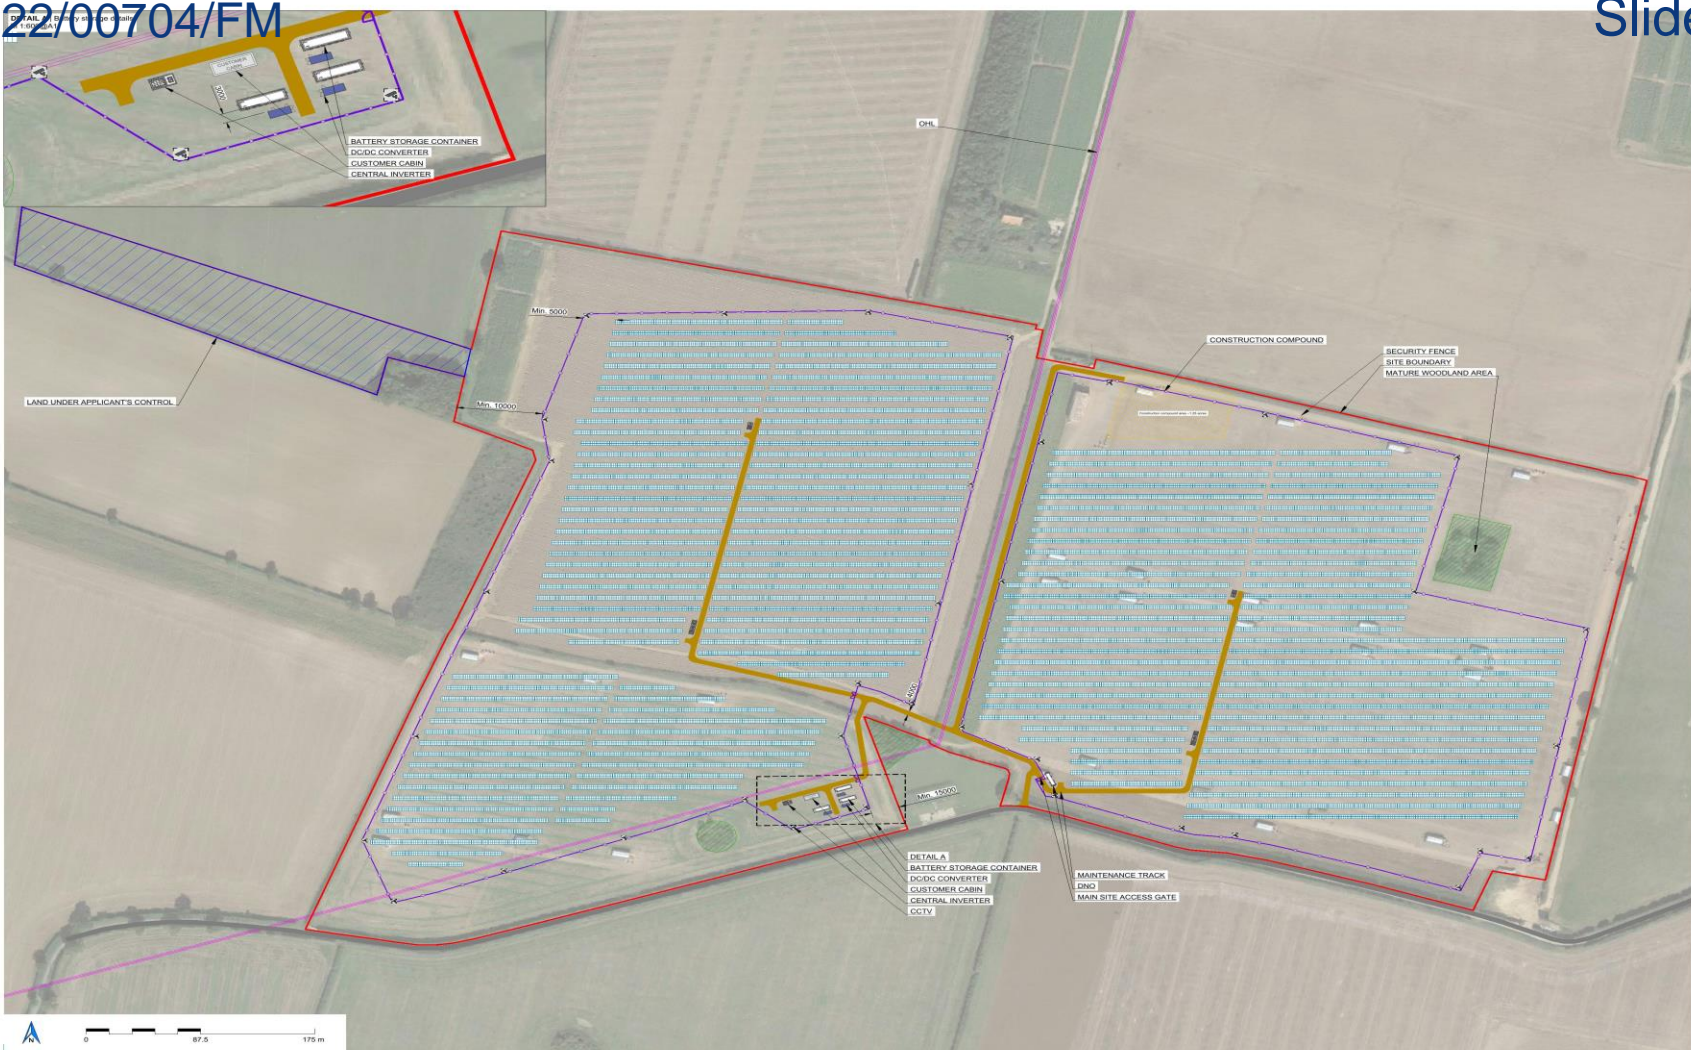 22/00704/FM
Slide
DETAIL A
CUSTOMER
CABIN
3000
BATTERY STORAGE CONTAINER
DC/DC CONVERTER
CUSTOMER CABIN
CENTRAL INVERTER
OHL
Min. 5000
CONSTRUCTION COMPOUND
SECURITY FENCE
SITE BOUNDARY
MATURE WOODLAND AREA
LAND UNDER APPLICANT'S CONTROL
Min. 10000
4000
Min. 15000
DETAIL A
BATTERY STORAGE CONTAINER
DC/DC CONVERTER
CUSTOMER CABIN
CENTRAL INVERTER
CCTV
MAINTENANCE TRACK
DNO
MAIN SITE ACCESS GATE
N
0
87.5
175 m